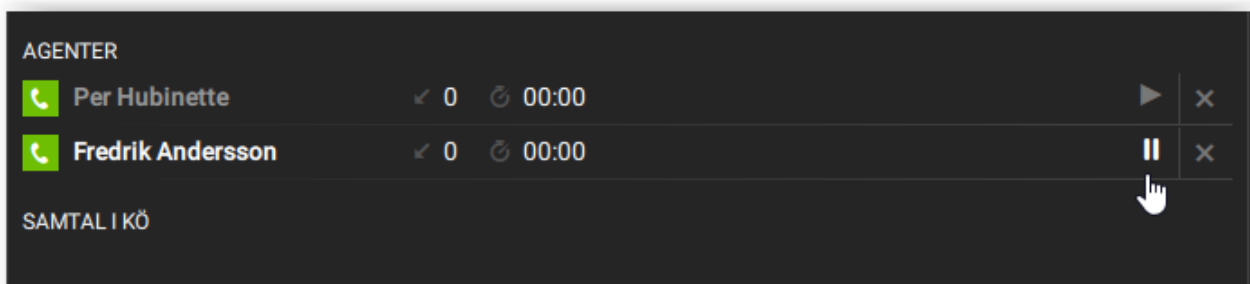 AGENTER
Per Hubinette 0 00:00
Fredrik Andersson 0 00:00
SAMTAL I KÖ